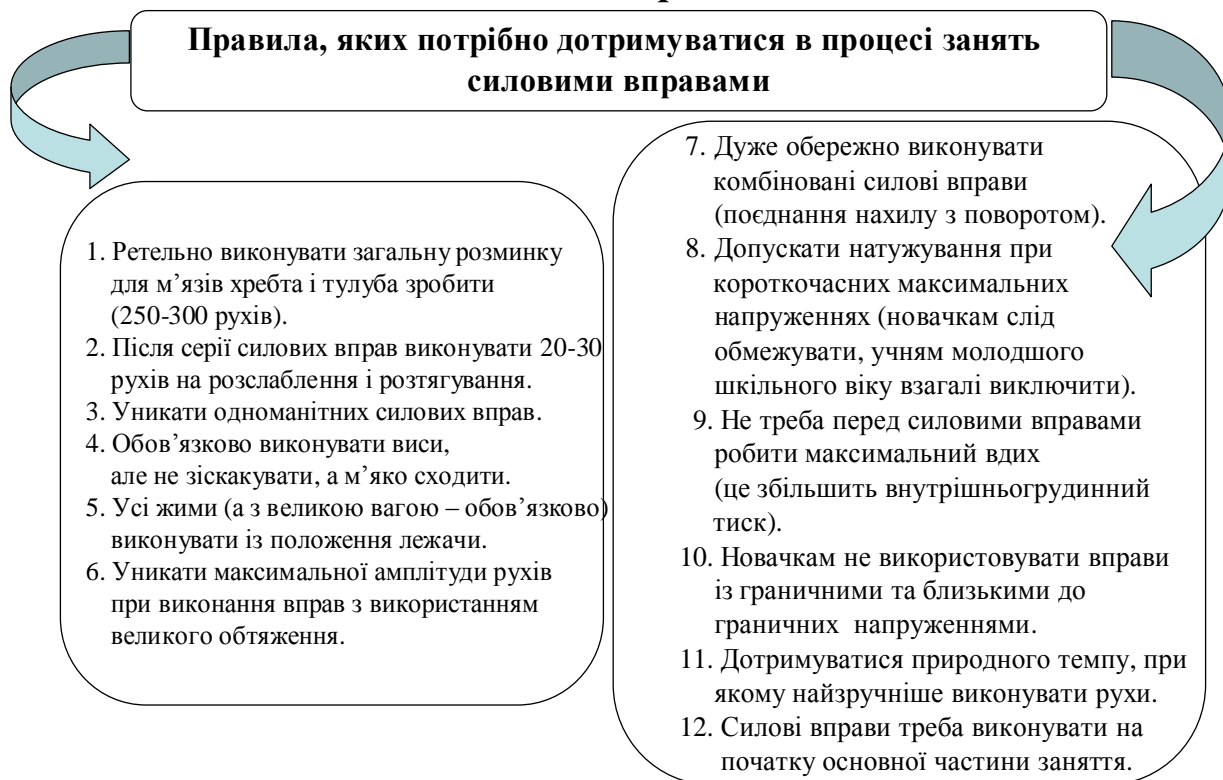 Правила, яких потрібно дотримуватися в процесі занять
силовими вправами
1. Ретельно виконувати загальну розминку
для м’язів хребта і тулуба зробити
(250-300 рухів).
2. Після серії силових вправ виконувати 20-30
рухів на розслаблення і розтягування.
3. Уникати одноманітних силових вправ.
4. Обов’язково виконувати виси,
але не зіскакувати, а м’яко сходити.
5. Усі жими (а з великою вагою – обов’язково)
виконувати із положення лежачи.
6. Уникати максимальної амплітуди рухів
при виконання вправ з використанням
великого обтяження.
7. Дуже обережно виконувати
комбіновані силові вправи
(поєднання нахилу з поворотом).
8. Допускати натужування при
короткочасних максимальних
напруженнях (новачкам слід
обмежувати, учням молодшого
шкільного віку взагалі виключити).
9. Не треба перед силовими вправами
робити максимальний вдих
(це збільшить внутрішньогрудинний
тиск).
10. Новачкам не використовувати вправи
із граничними та близькими до
граничних напруженнями.
11. Дотримуватися природного темпу, при
якому найзручніше виконувати рухи.
12. Силові вправи треба виконувати на
початку основної частини заняття.